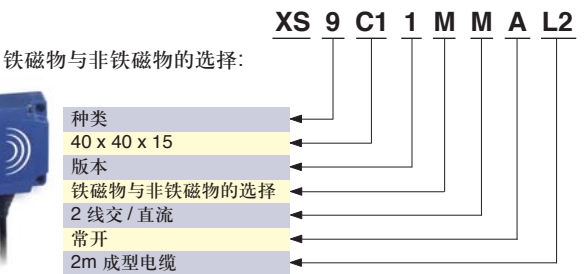 XS 9 C1 1 M M A L2
铁磁物与非铁磁物的选择:
种类
40 x 40 x 15
版本
铁磁物与非铁磁物的选择
2 线交 / 直流
常开
2m 成型电缆